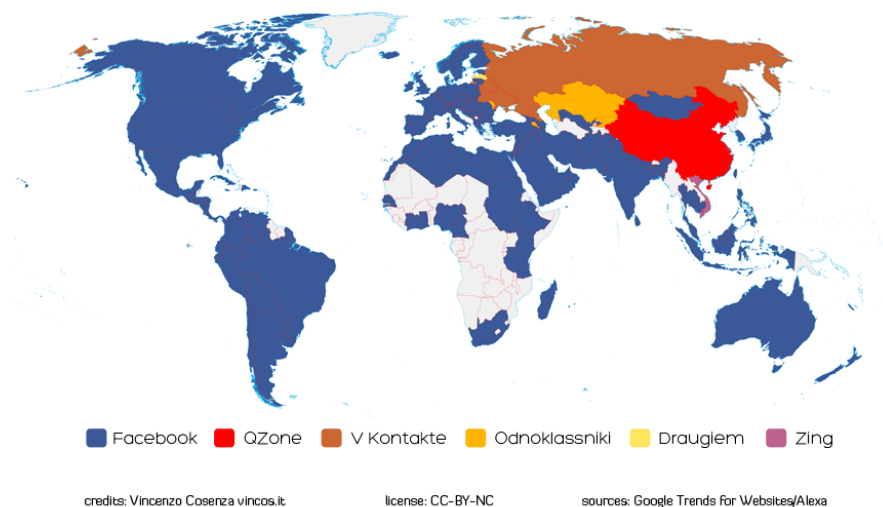 Facebook QZone V Kontakte Odnoklassniki Draugiem Zing
credits: Vincenzo Cosenza vincos.it license: CC-BY-NC sources: Google Trends for Websites/Alexa